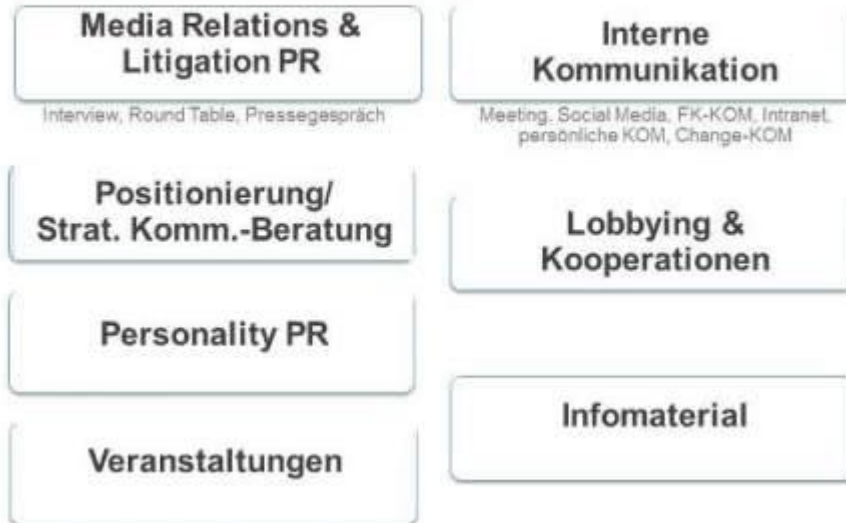 Media Relations &
Litigation PR
Interview, Round Table, Pressegespräch
Positionierung/
Strat. Komm.-Beratung
Personality PR
Veranstaltungen
Interne
Kommunikation
Meeting, Social Media, FK-KOM, Intranet,
persönliche KOM, Change-KOM
Lobbying &
Kooperationen
Infomaterial